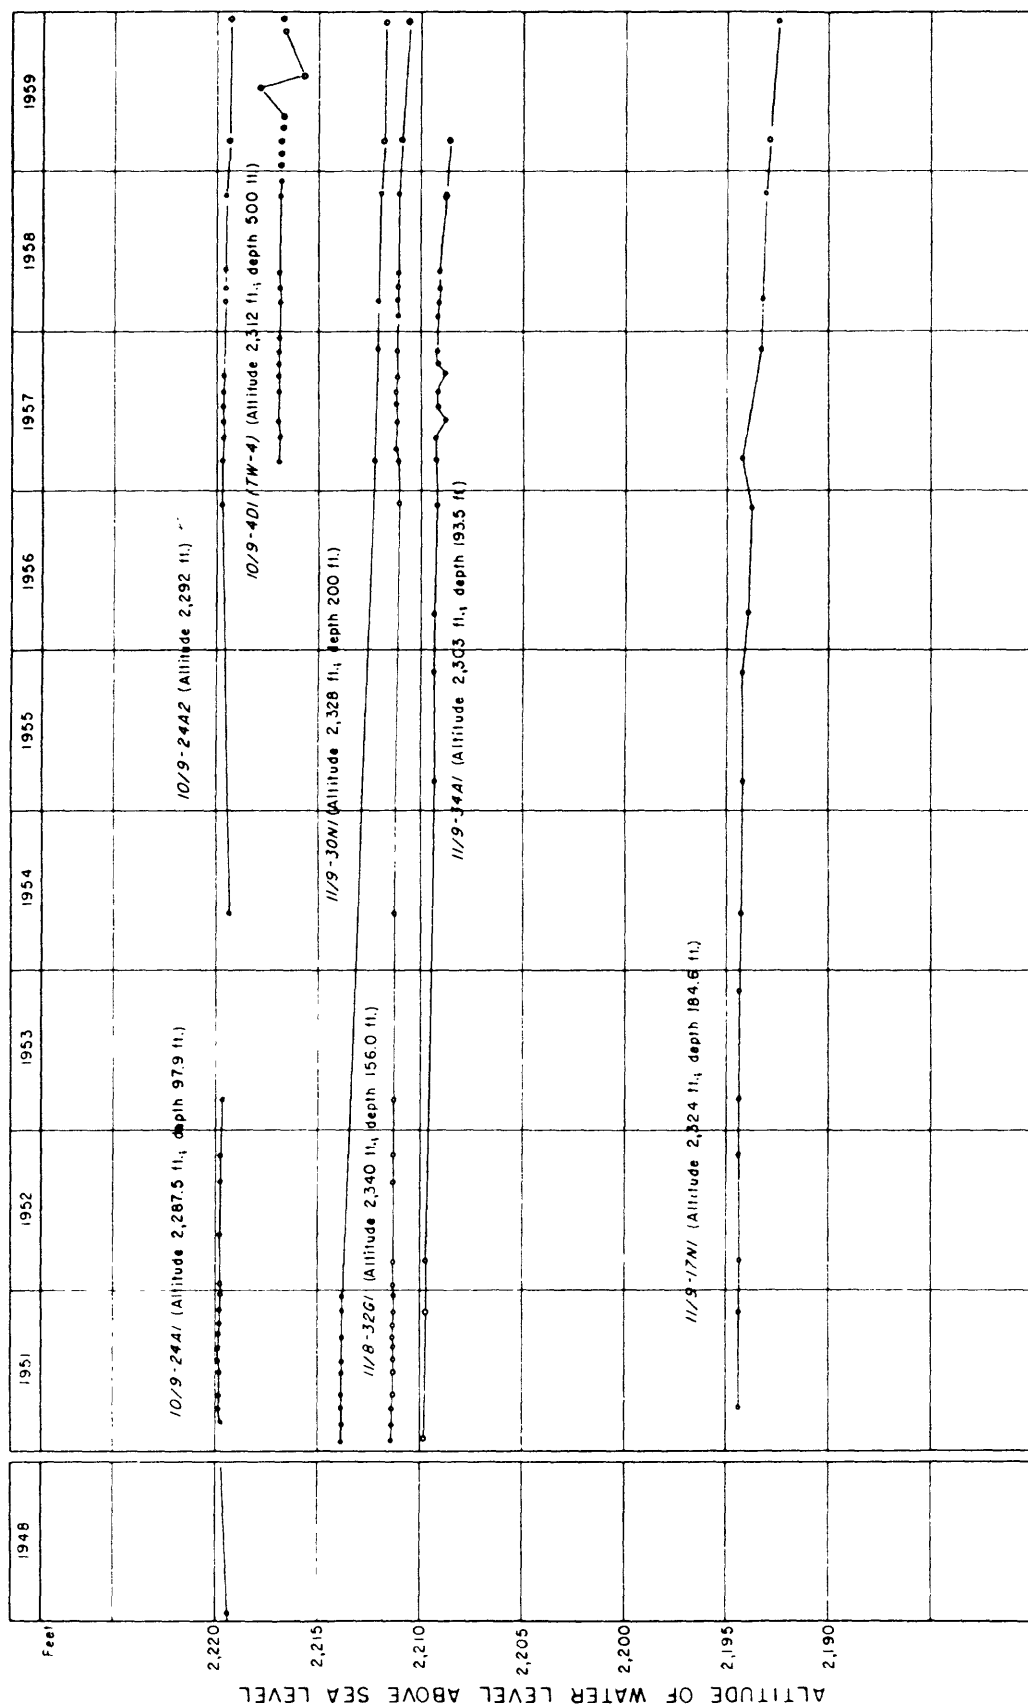 1948 1951 1952 1953 1954 1955 1956 1957 1958 1959
Feet
2,220
2,215
2,210
2,205
2,200
2,195
2,190
ALTITUDE OF WATER LEVEL ABOVE SEA LEVEL
10/9-24A1 (Altitude 2,287.5 ft.; depth 97.9 ft.)
10/9-24A2 (Altitude 2,292 ft.)
10/9-4D1 (TW-4) (Altitude 2,312 ft.; depth 500 ft.)
11/9-30N1 (Altitude 2,328 ft.; depth 200 ft.)
11/8-32G1 (Altitude 2,340 ft.; depth 156.0 ft.)
11/9-34A1 (Altitude 2,303 ft.; depth 193.5 ft.)
11/9-17N1 (Altitude 2,324 ft.; depth 184.6 ft.)